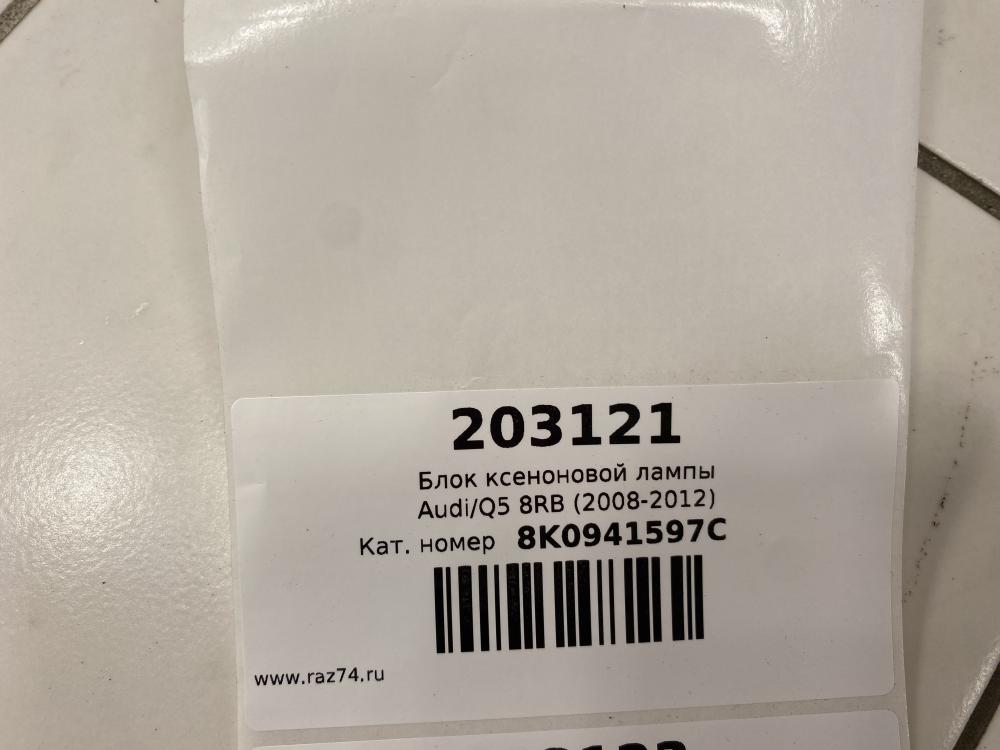 203121
Блок ксеноновой лампы
Audi/Q5 8RB (2008-2012)
Кат. номер 8K0941597C
www.raz74.ru